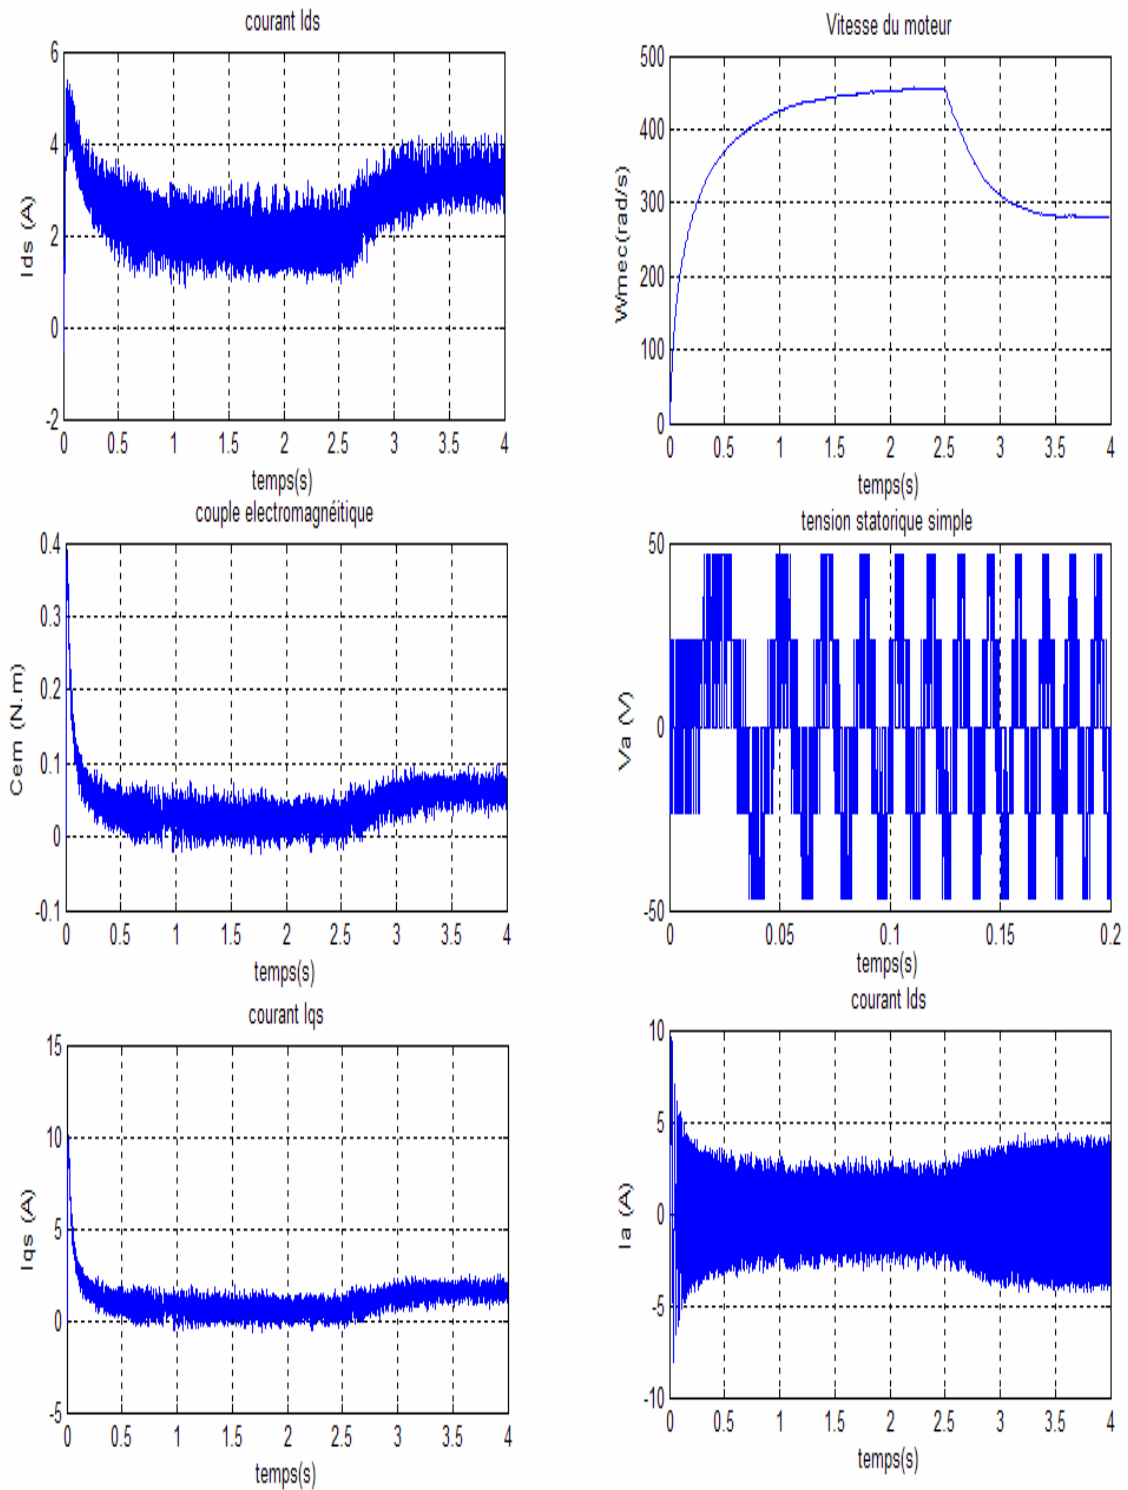 courant Ids
6
4
2
0
-2
Ids (A)
0 0.5 1 1.5 2 2.5 3 3.5 4
temps(s)
Vitesse du moteur
500
400
300
200
100
0
Wmec(rad/s)
0 0.5 1 1.5 2 2.5 3 3.5 4
temps(s)
couple electromagnéitique
0.4
0.3
0.2
0.1
0
-0.1
Cem (N.m)
0 0.5 1 1.5 2 2.5 3 3.5 4
temps(s)
tension statorique simple
50
0
-50
Va (V)
0 0.05 0.1 0.15 0.2
temps(s)
courant Iqs
15
10
5
0
-5
Iqs (A)
0 0.5 1 1.5 2 2.5 3 3.5 4
temps(s)
courant Ids
10
5
0
-5
-10
Ia (A)
0 0.5 1 1.5 2 2.5 3 3.5 4
temps(s)